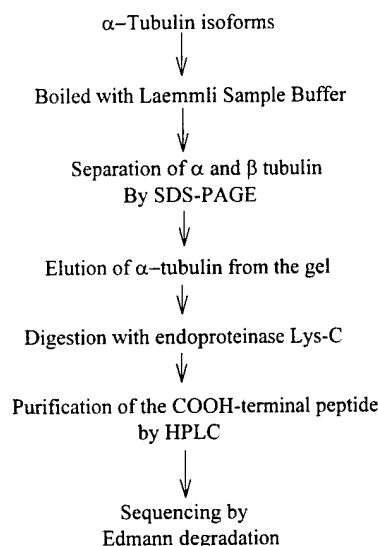 α–Tubulin isoforms
Boiled with Laemmli Sample Buffer
Separation of α and β tubulin
By SDS-PAGE
Elution of α–tubulin from the gel
Digestion with endoproteinase Lys-C
Purification of the COOH-terminal peptide
by HPLC
Sequencing by
Edmann degradation